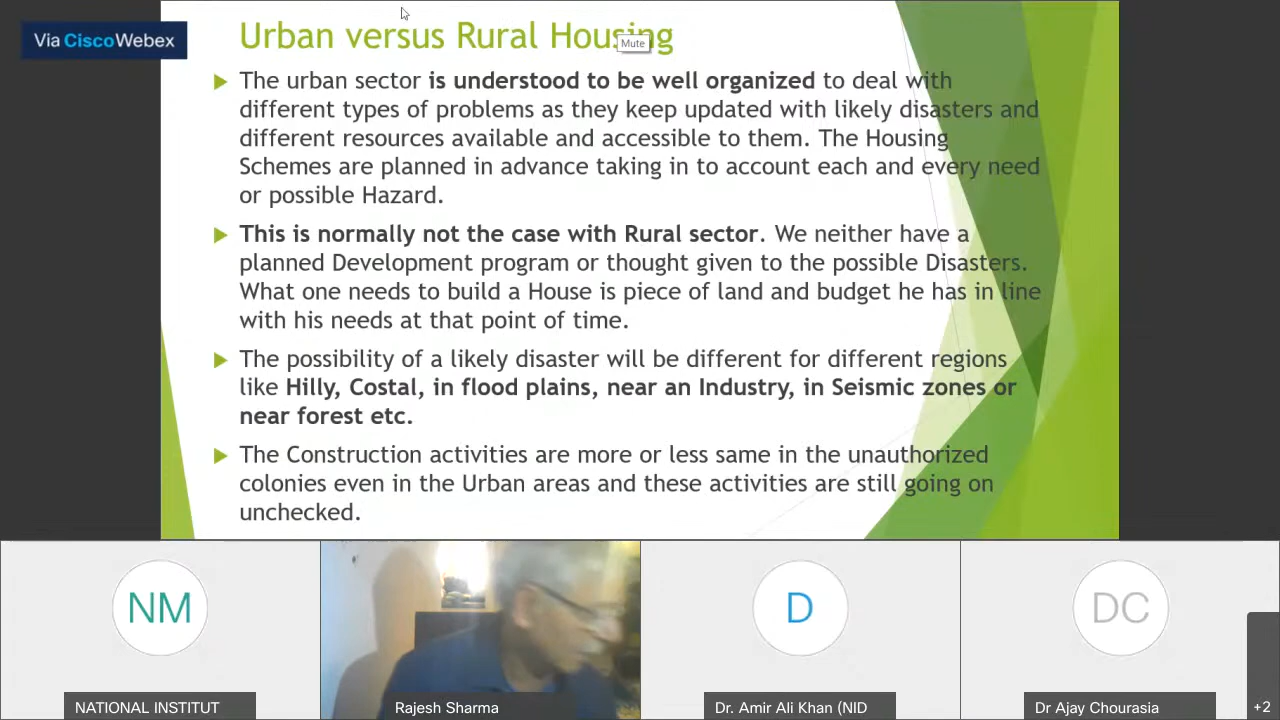 Via CiscoWebex
Urban versus Rural Housing
Mute
The urban sector is understood to be well organized to deal with
different types of problems as they keep updated with likely disasters and
different resources available and accessible to them. The Housing
Schemes are planned in advance taking in to account each and every need
or possible Hazard.
This is normally not the case with Rural sector. We neither have a
planned Development program or thought given to the possible Disasters.
What one needs to build a House is piece of land and budget he has in line
with his needs at that point of time.
The possibility of a likely disaster will be different for different regions
like Hilly, Costal, in flood plains, near an Industry, in Seismic zones or
near forest etc.
The Construction activities are more or less same in the unauthorized
colonies even in the Urban areas and these activities are still going on
unchecked.
NM
D
DC
NATIONAL INSTITUT
Rajesh Sharma
Dr. Amir Ali Khan (NID
Dr Ajay Chourasia
+2